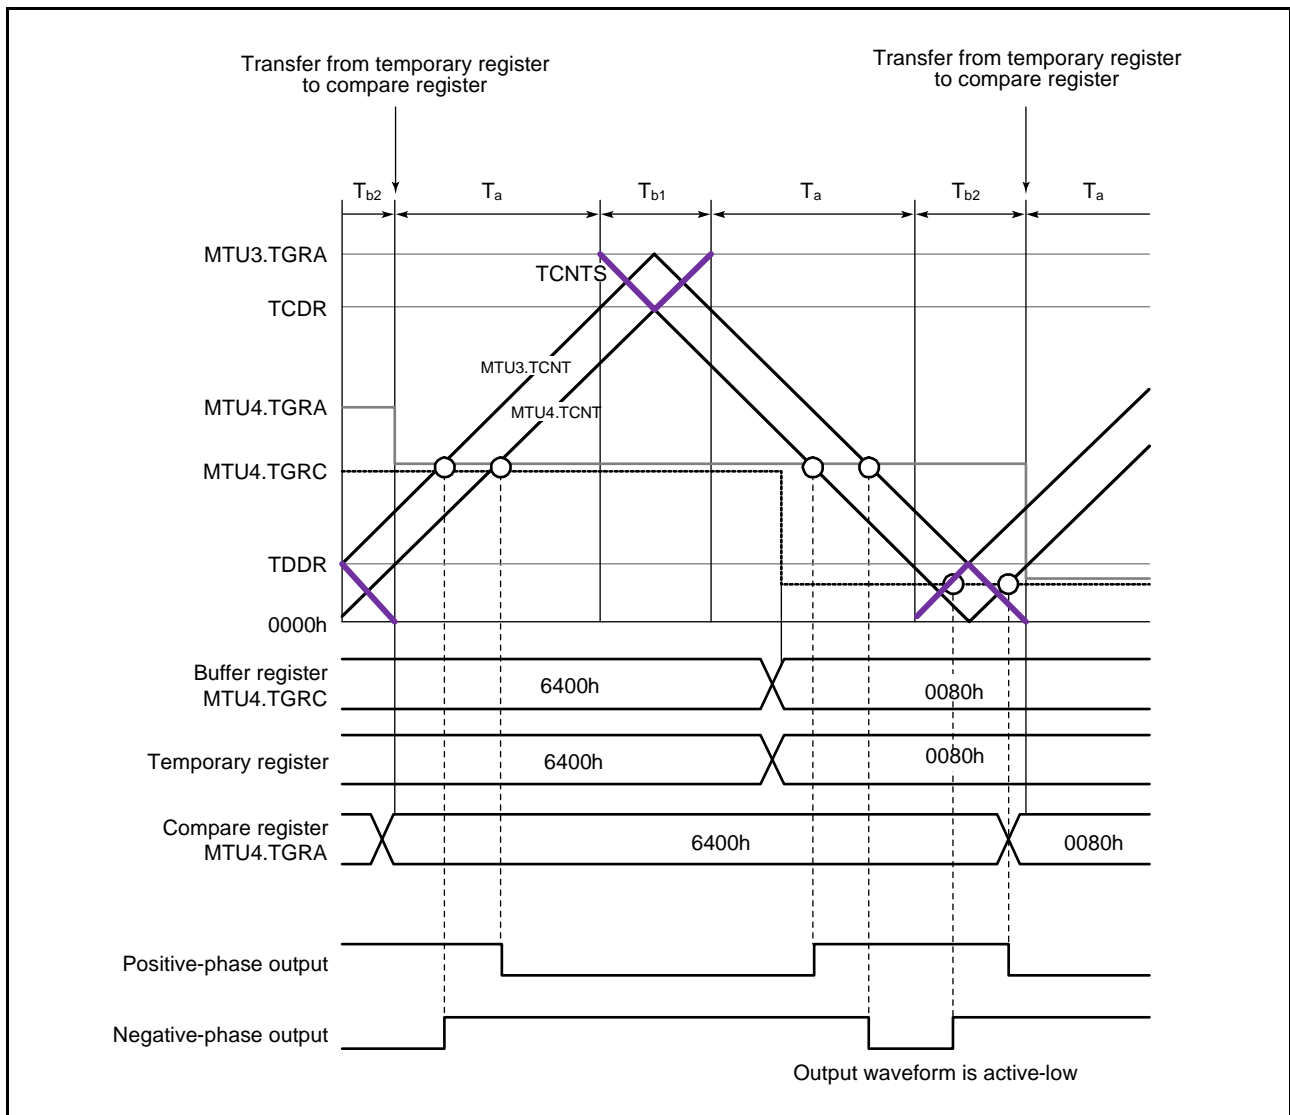 Transfer from temporary register
to compare register
Transfer from temporary register
to compare register
Tb2
Ta
Tb1
Ta
Tb2
Ta
MTU3.TGRA
TCNTS
TCDR
MTU3.TCNT
MTU4.TGRA
MTU4.TCNT
MTU4.TGRC
TDDR
0000h
Buffer register
MTU4.TGRC
6400h
0080h
Temporary register
6400h
0080h
Compare register
MTU4.TGRA
6400h
0080h
Positive-phase output
Negative-phase output
Output waveform is active-low